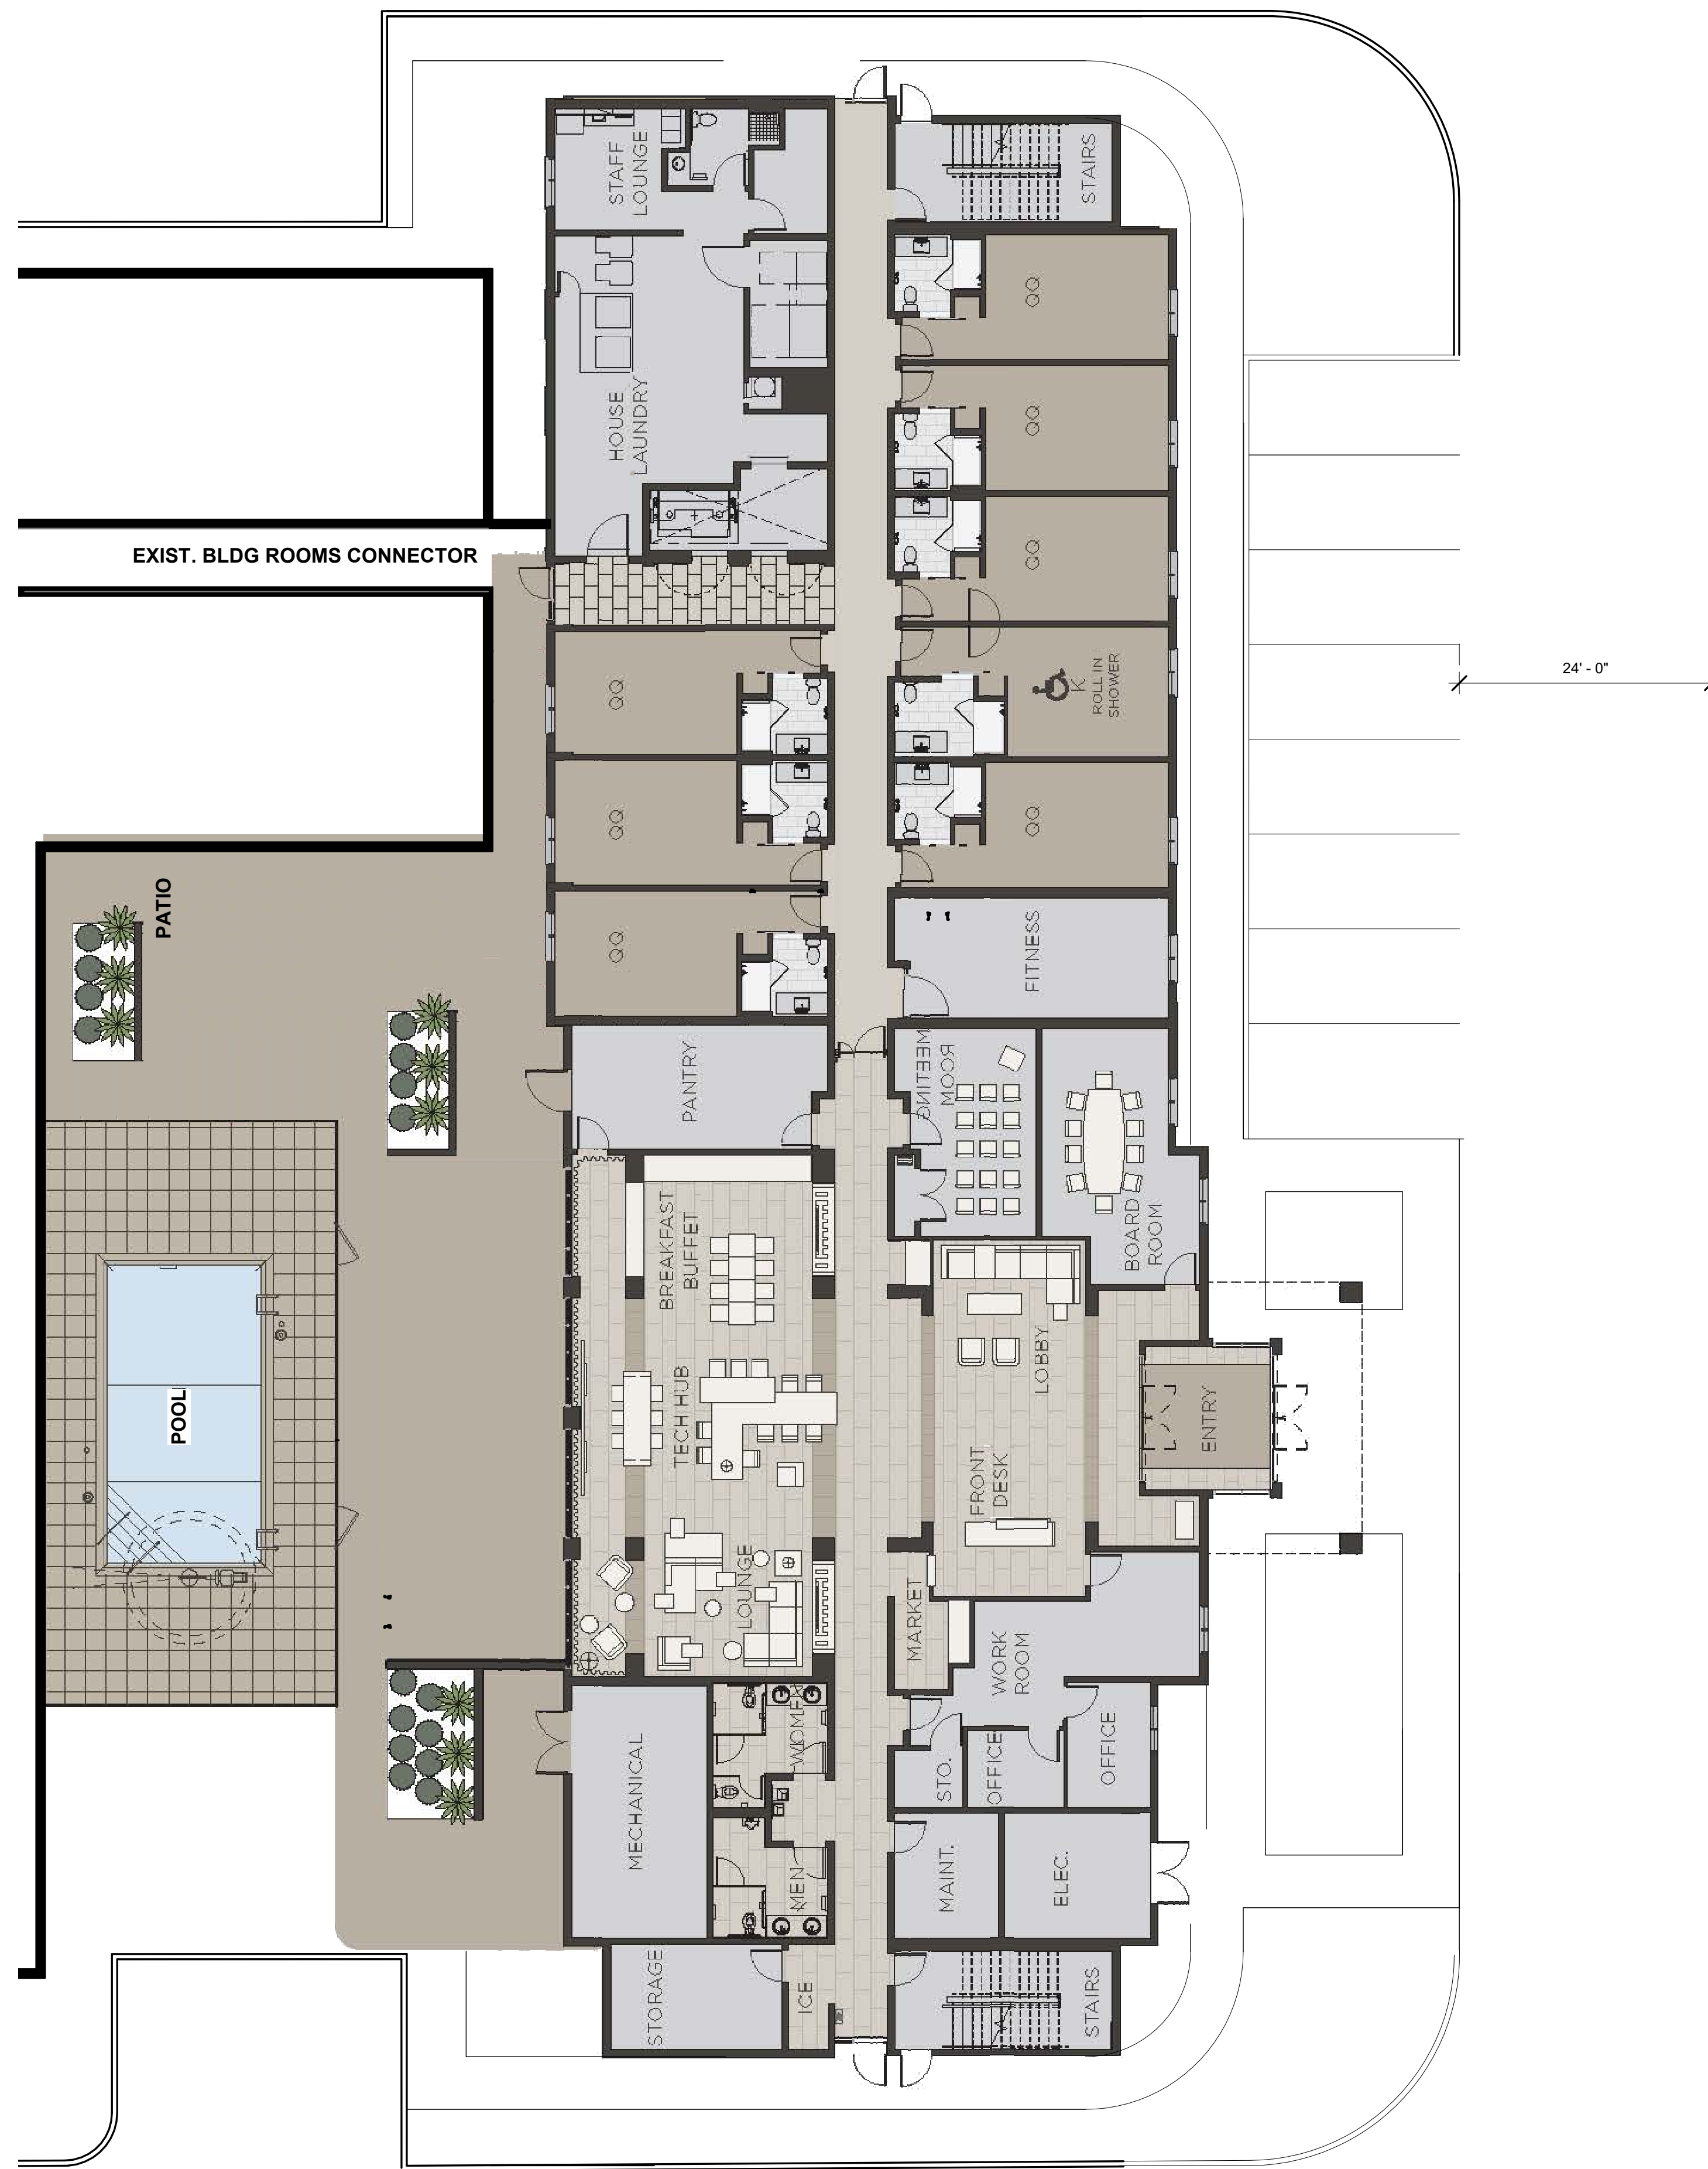 STAFF
LOUNGE
STAIRS
QQ
HOUSE
LAUNDRY
QQ
EXIST. BLDG ROOMS CONNECTOR
QQ
QQ
K
ROLL IN
SHOWER
24' - 0"
QQ
QQ
PATIO
QQ
FITNESS
PANTRY
MEETING
ROOM
BREAKFAST
BUFFET
BOARD
ROOM
POOL
TECH HUB
LOBBY
ENTRY
FRONT
DESK
LOUNGE
MARKET
WORK
ROOM
MECHANICAL
WOMEN
STO.
OFFICE
OFFICE
MEN
MAINT.
ELEC.
STORAGE
ICE
STAIRS